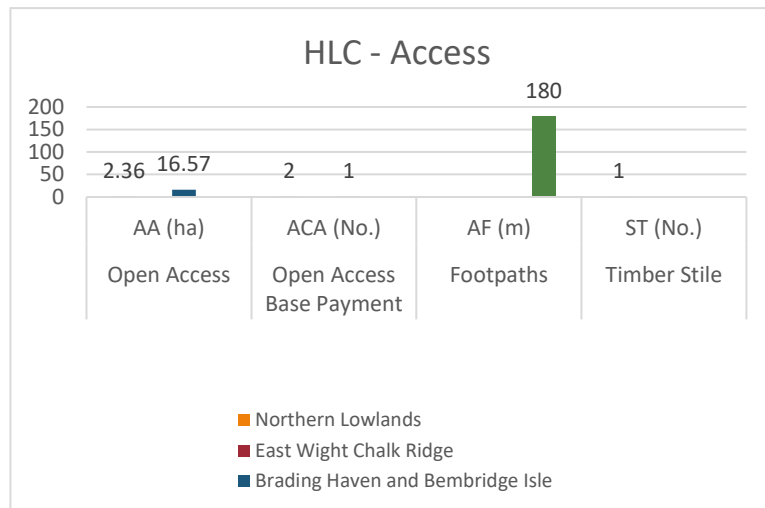 HLC - Access
180
200
150
100
50
0
2.36 16.57 2 1 1
AA (ha) ACA (No.) AF (m) ST (No.)
Open Access Open Access Footpaths Timber Stile
Base Payment
Northern Lowlands
East Wight Chalk Ridge
Brading Haven and Bembridge Isle